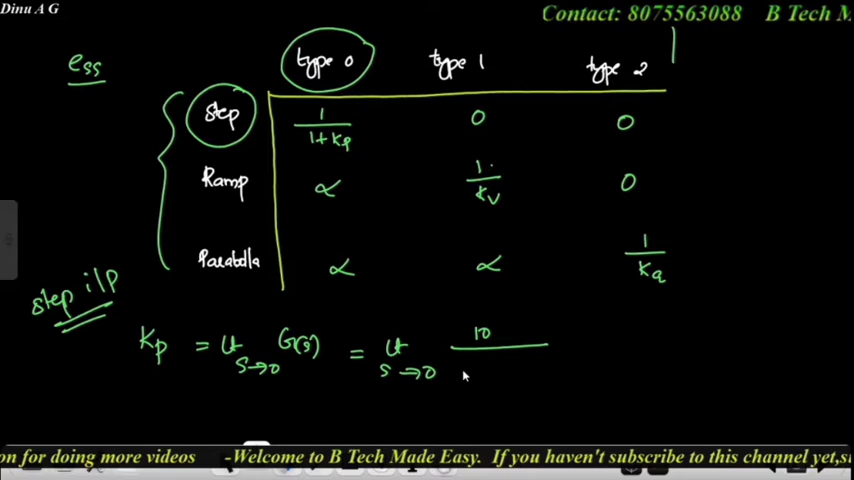 Dinu A G
Contact: 8075563088 B Tech M
ess type 0 type 1 type 2
Step 1/(1+Kp) 0 0
Ramp ∝ 1/Kv 0
Parabola ∝ ∝ 1/Ka
step i/p
Kp = lt s→0 G(s) = lt s→0 10
on for doing more videos -Welcome to B Tech Made Easy. If you haven't subscribe to this channel yet,su